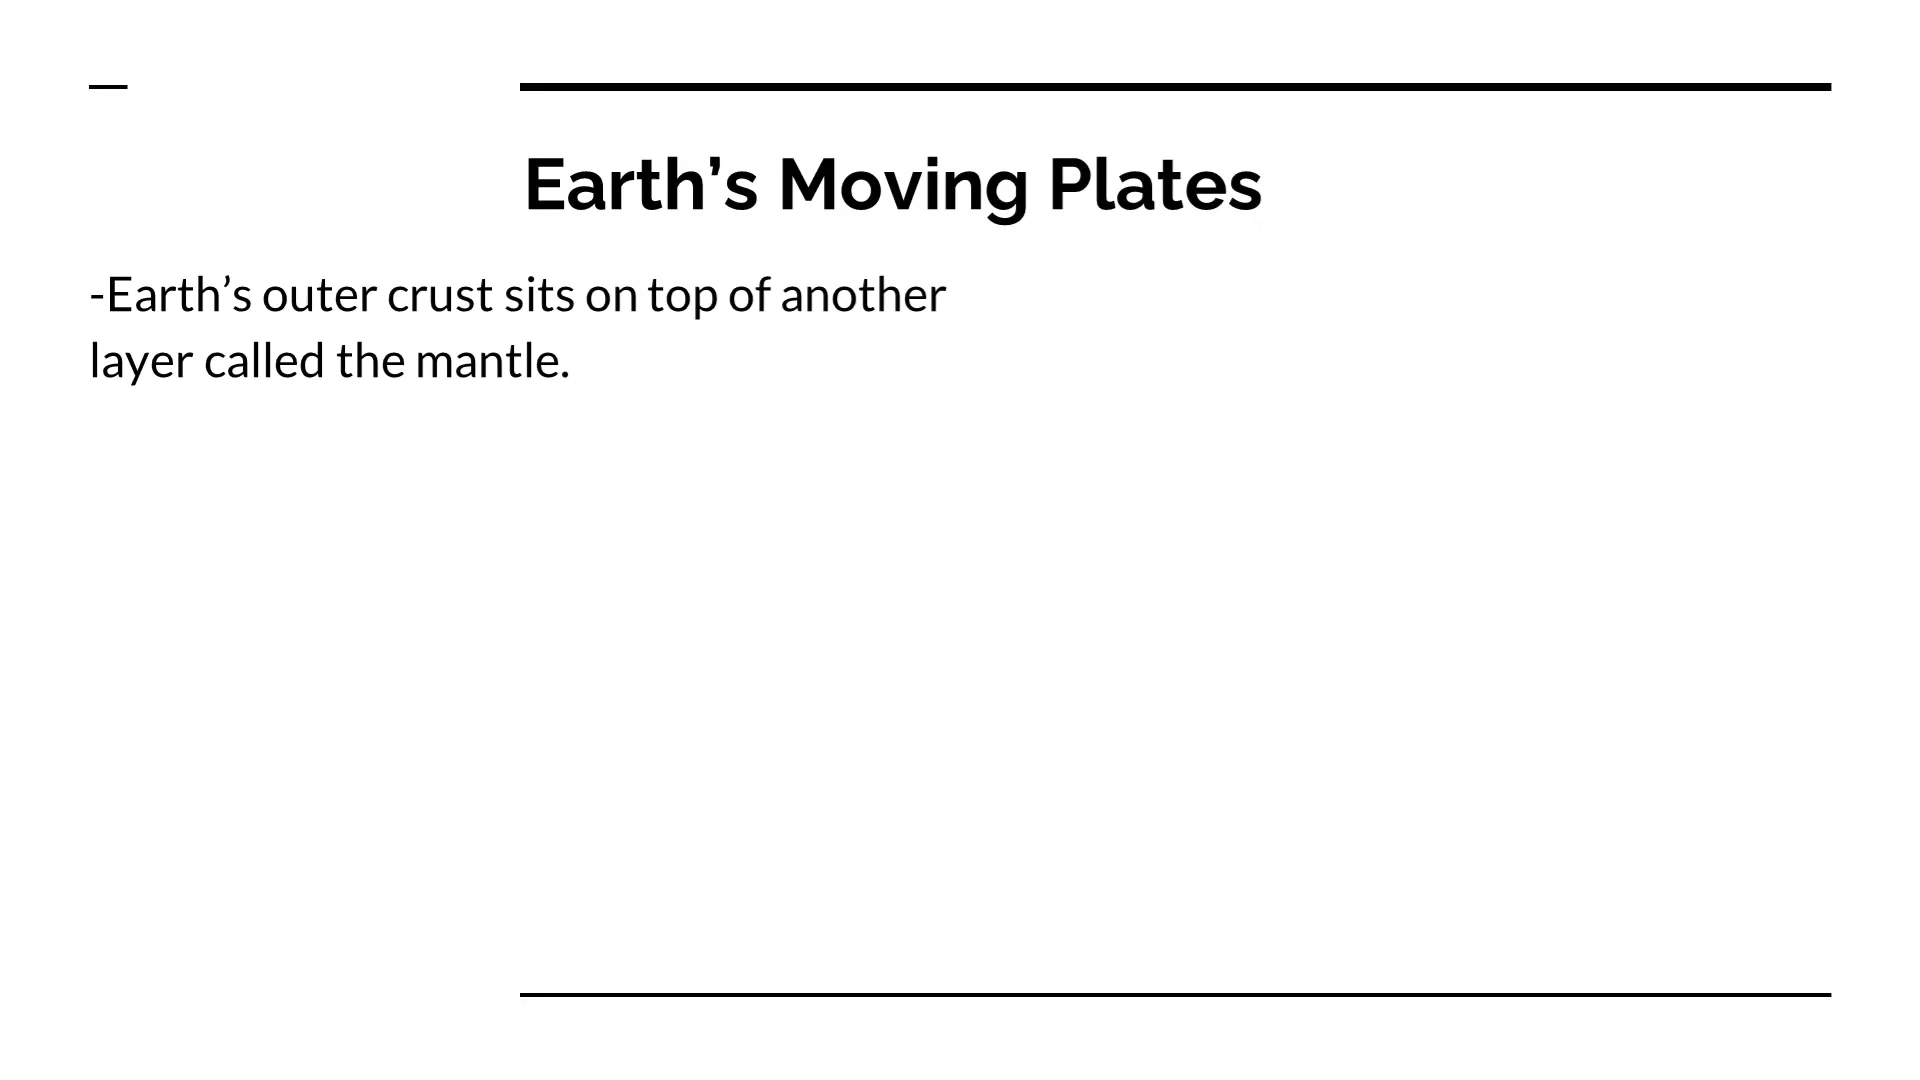 Earth’s Moving Plates
-Earth’s outer crust sits on top of another
layer called the mantle.